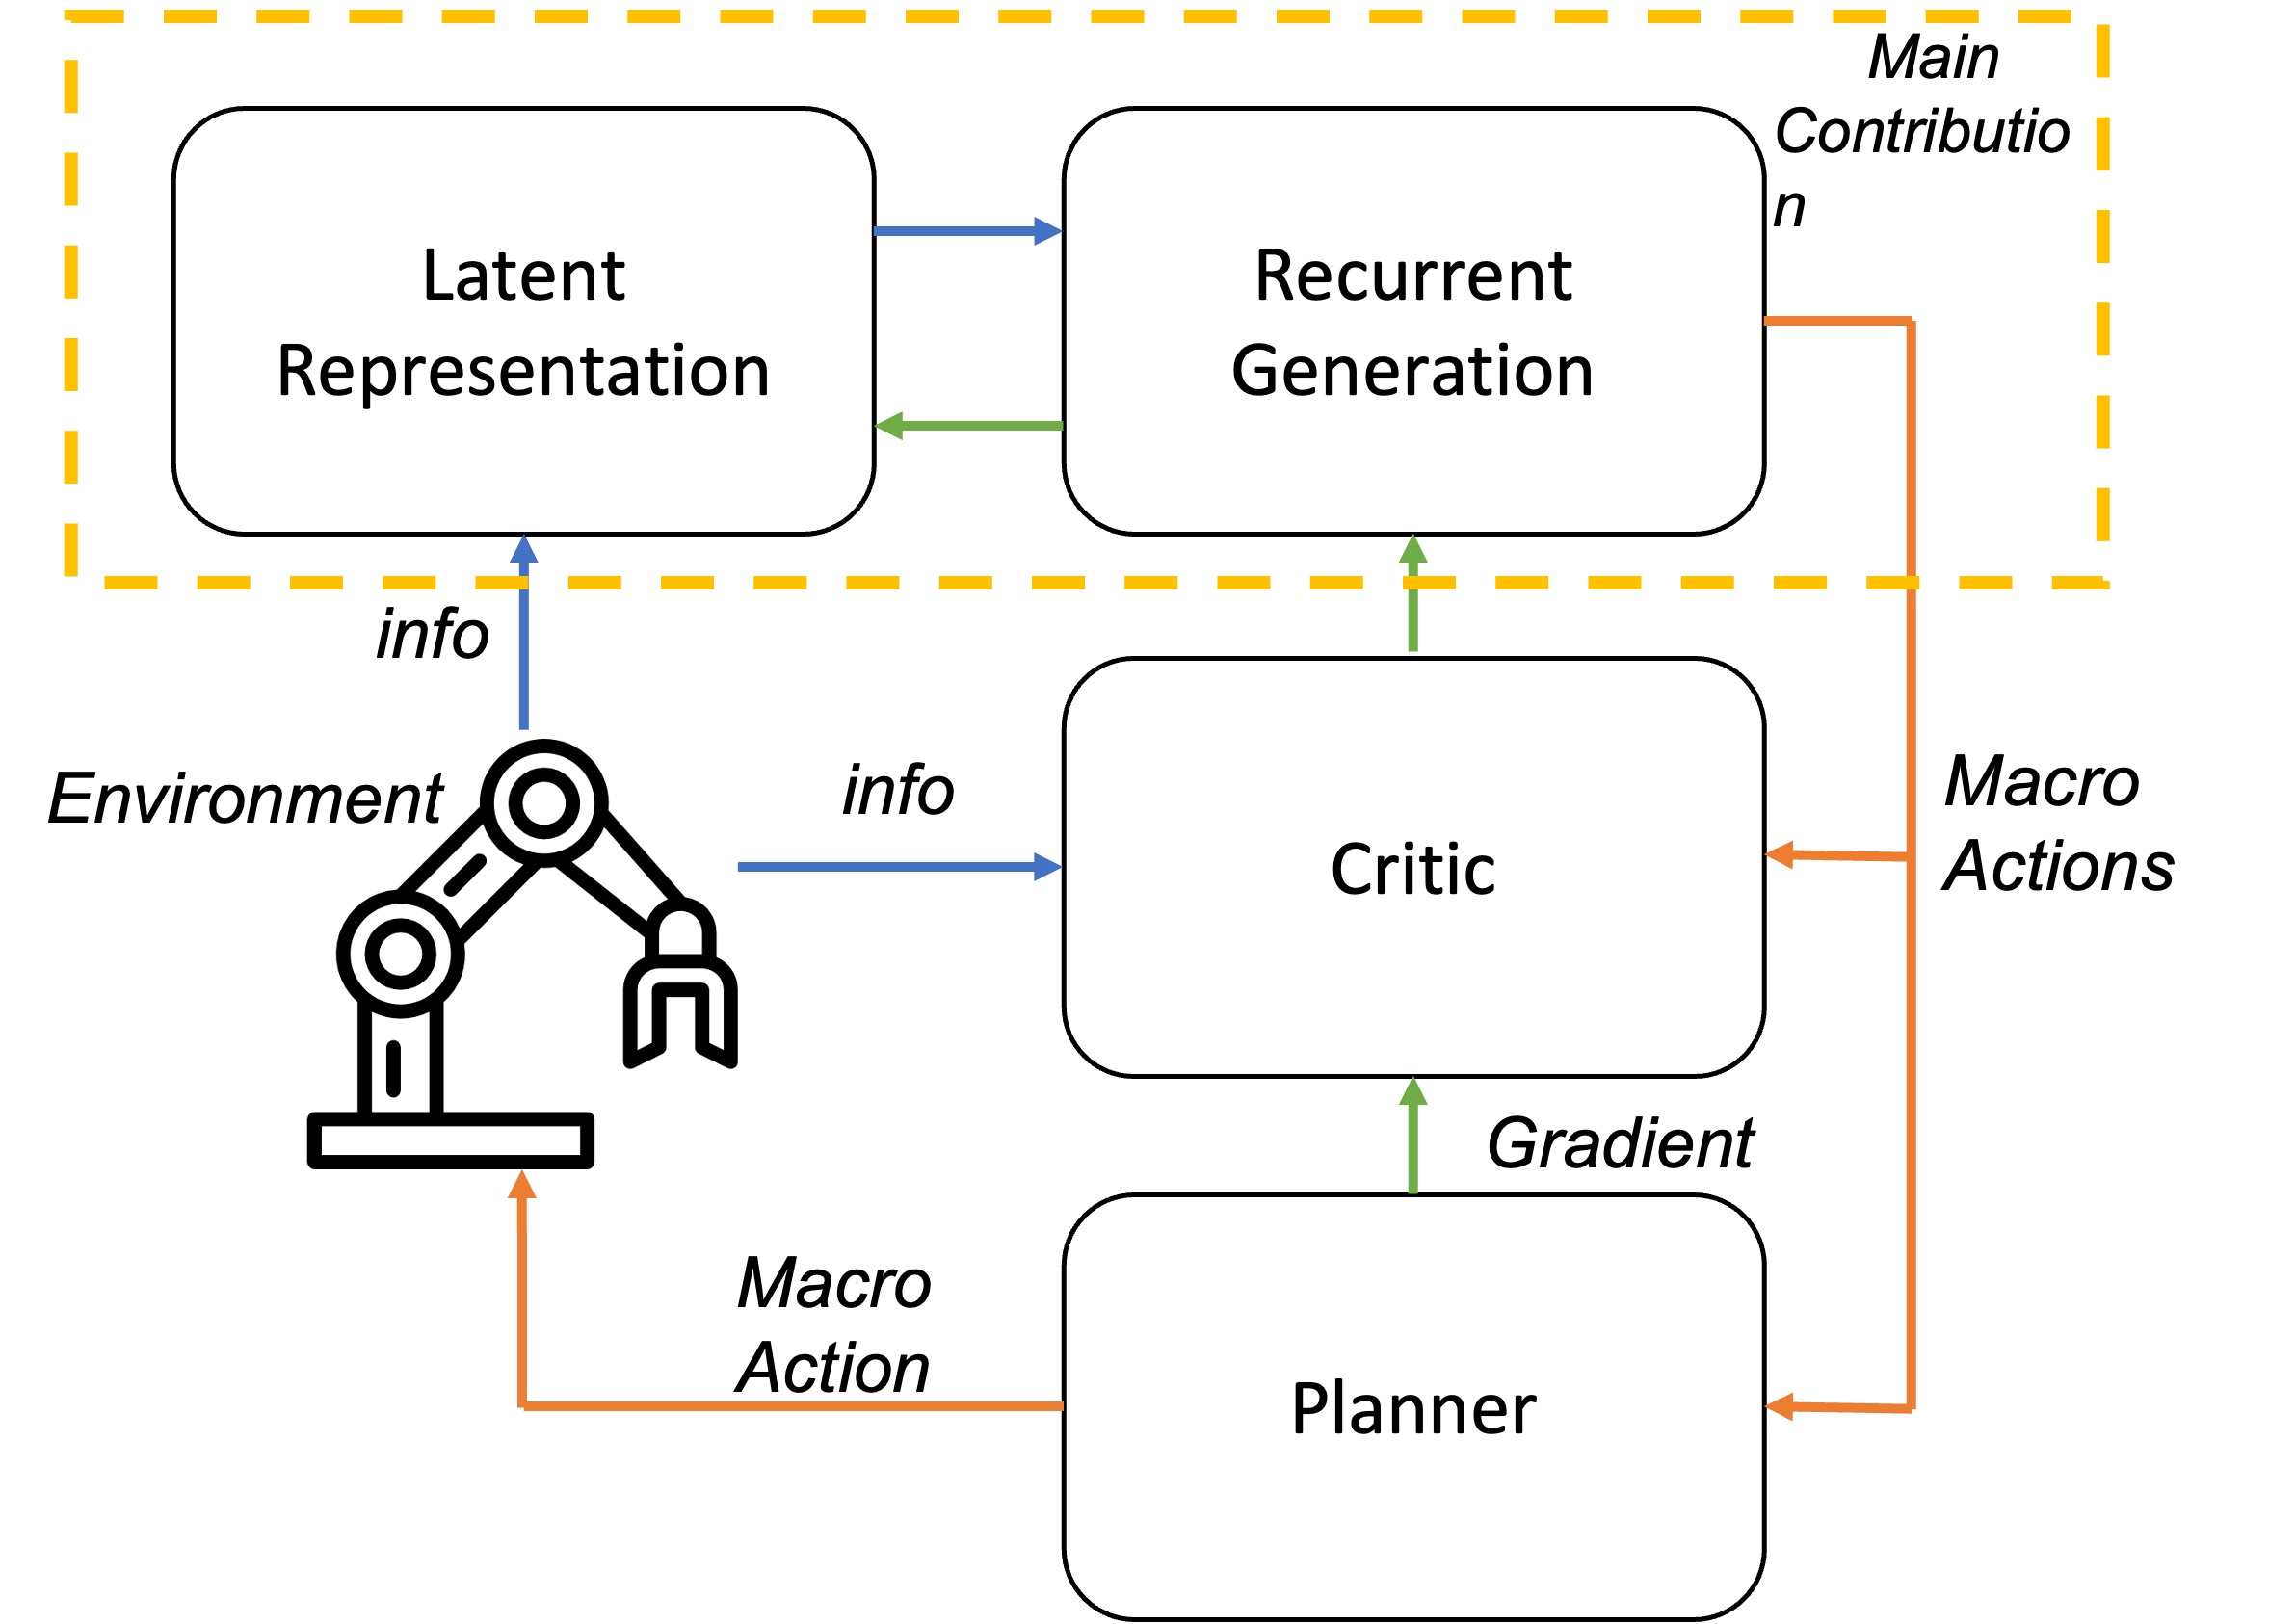 Main
Contributio
n
Latent
Representation
Recurrent
Generation
info
Environment
info
Critic
Macro
Actions
Gradient
Macro
Action
Planner